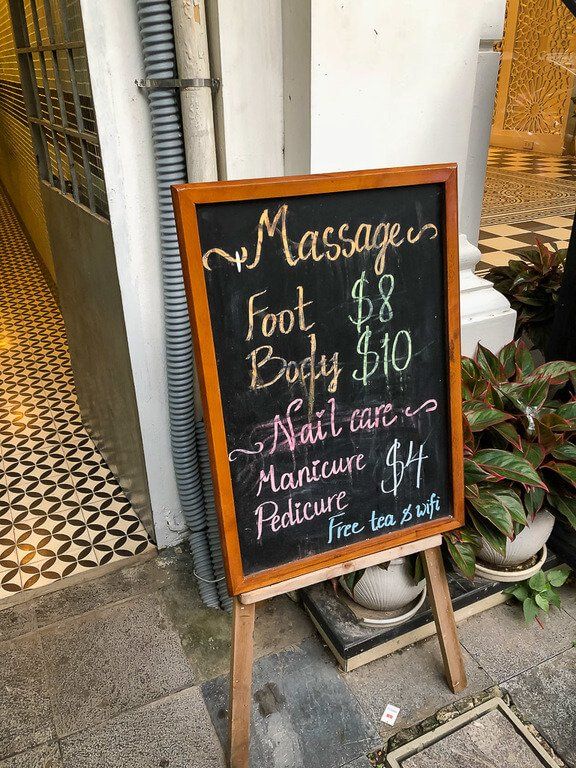 Massage
Foot $8
Body $10
Nail care
Manicure $4
Pedicure
Free tea & wifi